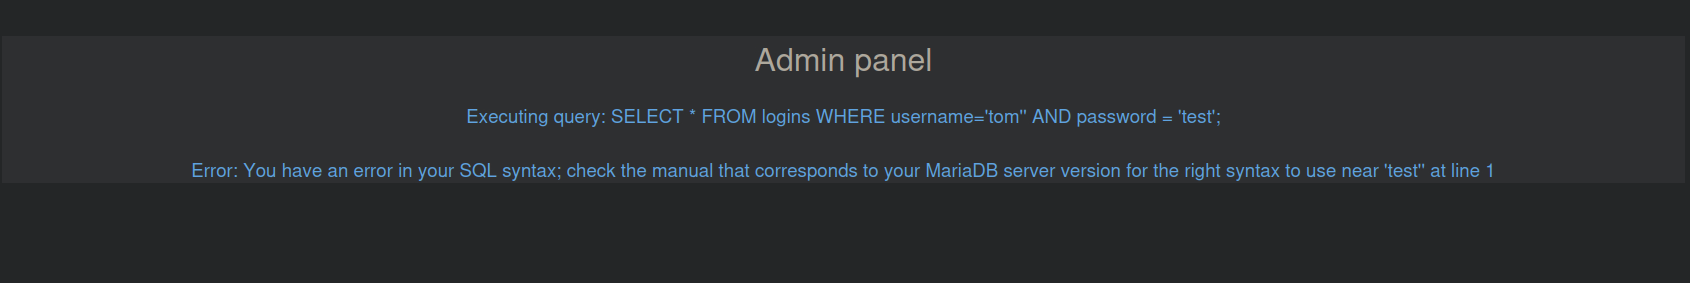 Admin panel
Executing query: SELECT * FROM logins WHERE username='tom'' AND password = 'test';
Error: You have an error in your SQL syntax; check the manual that corresponds to your MariaDB server version for the right syntax to use near 'test'' at line 1